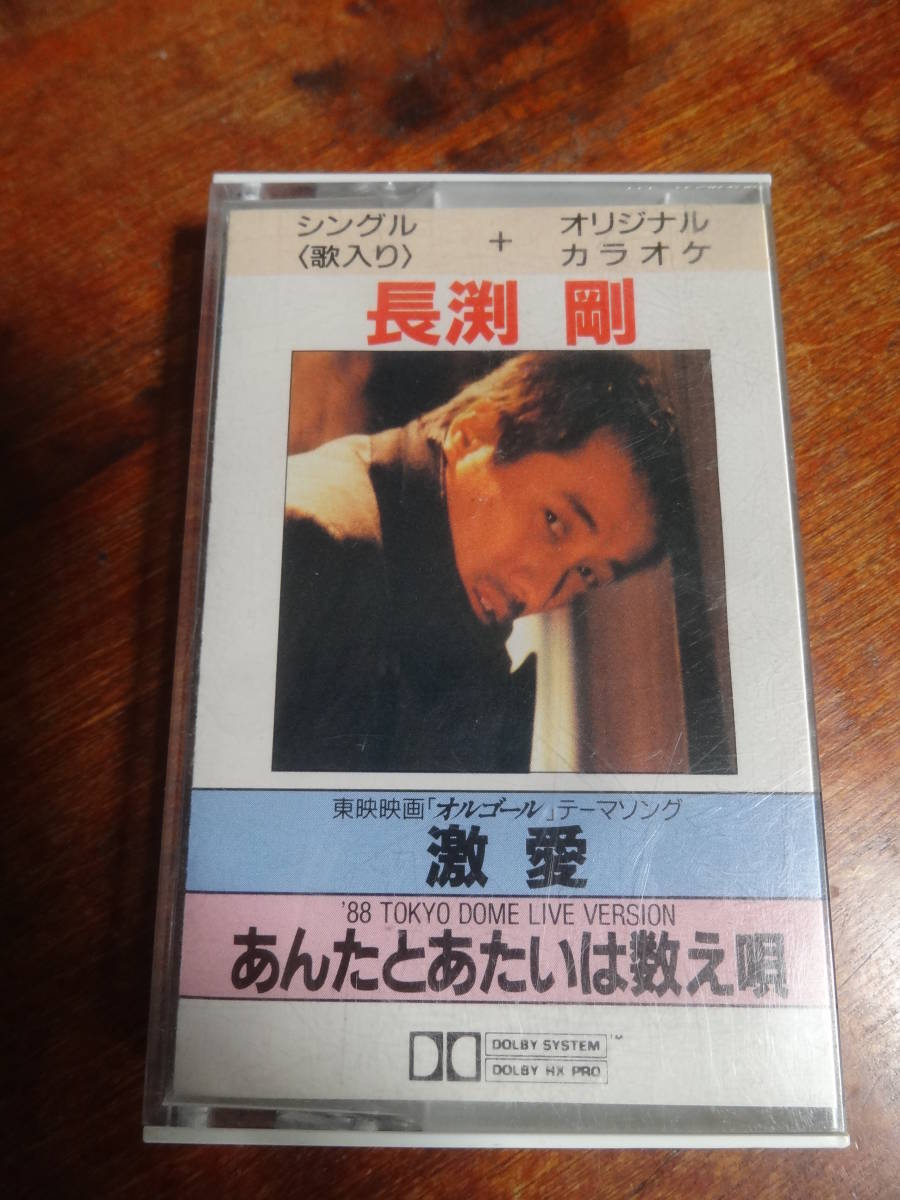 シングル
〈歌入り〉
+
オリジナル
カラオケ
長渕 剛
東映映画「オルゴール」テーマソング
激愛
'88 TOKYO DOME LIVE VERSION
あんたとあたいは数え唄
DOLBY SYSTEM™
DOLBY HX PRO